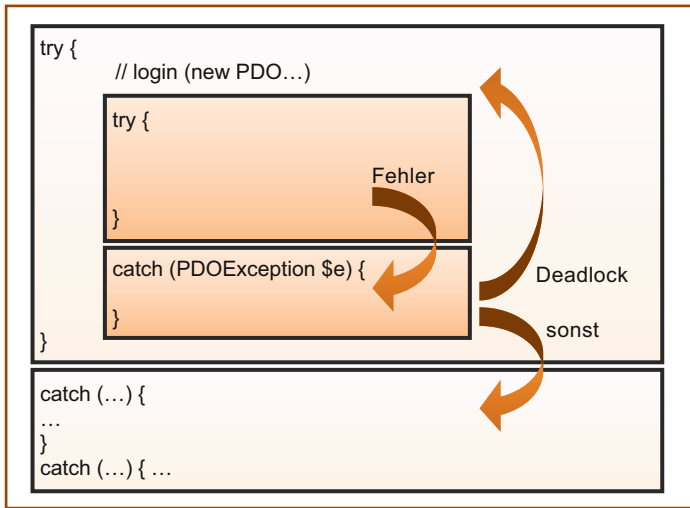 try {
// login (new PDO…)
try {
Fehler
}
catch (PDOException $e) {
Deadlock
}
sonst
}
catch (…) {
…
}
catch (…) { …